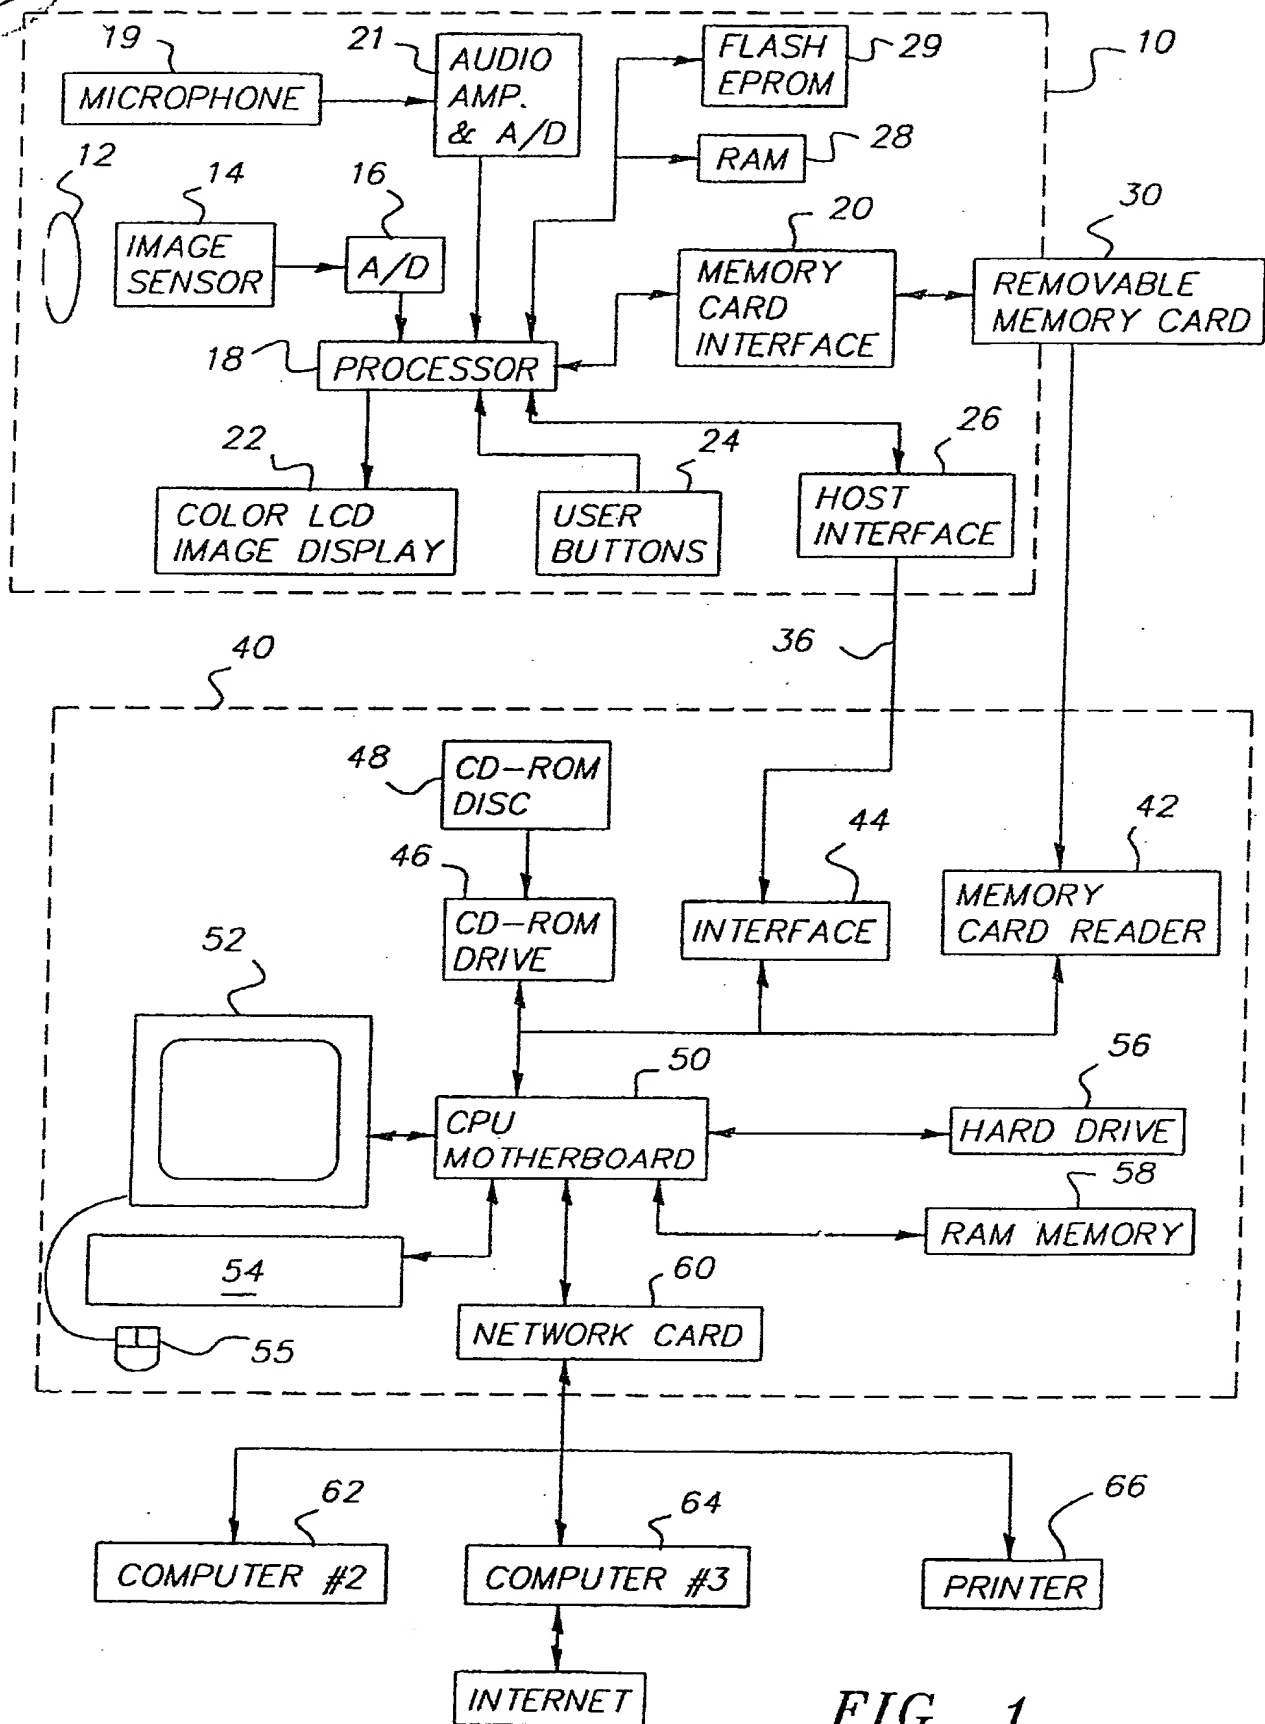 19
MICROPHONE
21
AUDIO
AMP.
& A/D
FLASH
EPROM
29
10
RAM
28
12
14
IMAGE
SENSOR
16
A/D
20
MEMORY
CARD
INTERFACE
30
REMOVABLE
MEMORY CARD
18
PROCESSOR
22
COLOR LCD
IMAGE DISPLAY
24
USER
BUTTONS
26
HOST
INTERFACE
36
40
48
CD-ROM
DISC
46
CD-ROM
DRIVE
44
INTERFACE
42
MEMORY
CARD READER
52
50
CPU
MOTHERBOARD
56
HARD DRIVE
58
RAM MEMORY
54
55
60
NETWORK CARD
62
COMPUTER #2
64
COMPUTER #3
66
PRINTER
INTERNET
FIG. 1